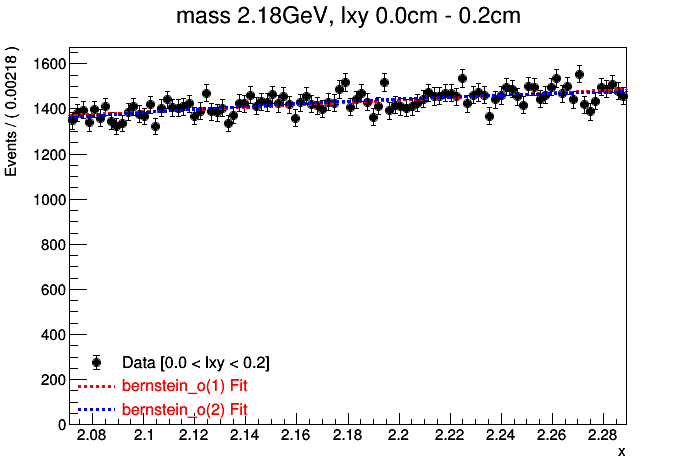 mass 2.18GeV, lxy 0.0cm - 0.2cm
Events / ( 0.00218 )
1600
1400
1200
1000
800
600
400
200
0
Data [0.0 < lxy < 0.2]
bernstein_o(1) Fit
bernstein_o(2) Fit
2.08 2.1 2.12 2.14 2.16 2.18 2.2 2.22 2.24 2.26 2.28
x